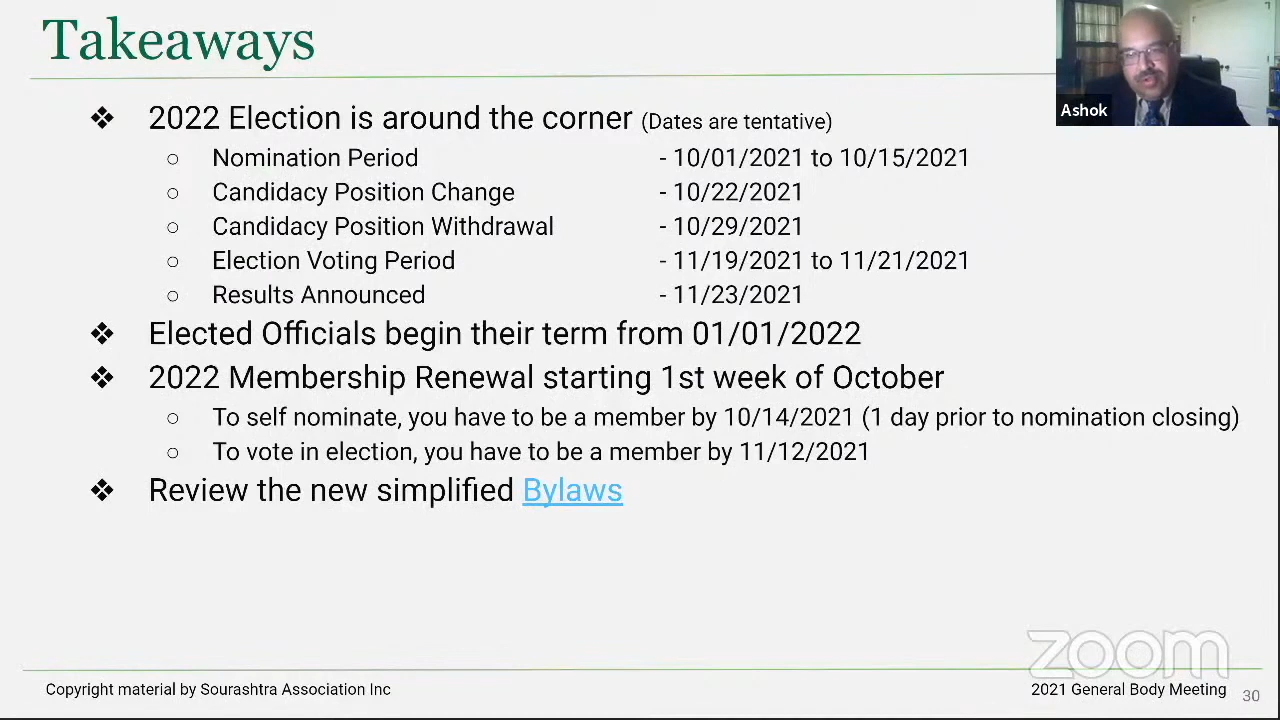 Takeaways
Ashok
❖ 2022 Election is around the corner (Dates are tentative)
○ Nomination Period - 10/01/2021 to 10/15/2021
○ Candidacy Position Change - 10/22/2021
○ Candidacy Position Withdrawal - 10/29/2021
○ Election Voting Period - 11/19/2021 to 11/21/2021
○ Results Announced - 11/23/2021
❖ Elected Officials begin their term from 01/01/2022
❖ 2022 Membership Renewal starting 1st week of October
○ To self nominate, you have to be a member by 10/14/2021 (1 day prior to nomination closing)
○ To vote in election, you have to be a member by 11/12/2021
❖ Review the new simplified Bylaws
zoom
Copyright material by Sourashtra Association Inc
2021 General Body Meeting 30